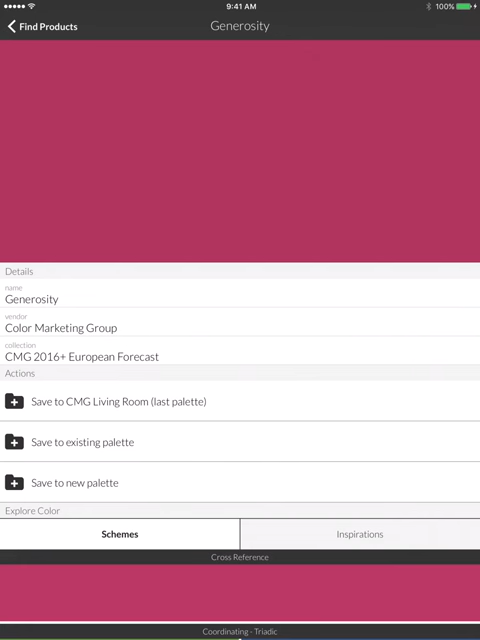 9:41 AM
100%
Find Products
Generosity
Details
name
Generosity
vendor
Color Marketing Group
collection
CMG 2016+ European Forecast
Actions
Save to CMG Living Room (last palette)
Save to existing palette
Save to new palette
Explore Color
Schemes
Inspirations
Cross Reference
Coordinating - Triadic